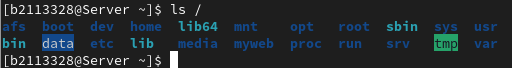 [b2113328@Server ~]$ ls /
afs boot dev home lib64 mnt opt root sbin sys usr
bin data etc lib media myweb proc run srv tmp var
[b2113328@Server ~]$